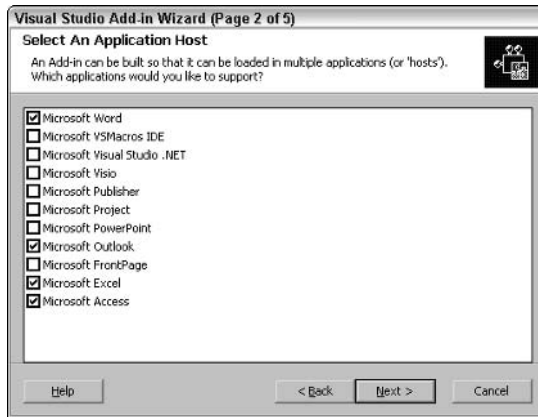 Visual Studio Add-in Wizard (Page 2 of 5)
Select An Application Host
An Add-in can be built so that it can be loaded in multiple applications (or 'hosts').
Which applications would you like to support?
Microsoft Word
Microsoft VSMacros IDE
Microsoft Visual Studio .NET
Microsoft Visio
Microsoft Publisher
Microsoft Project
Microsoft PowerPoint
Microsoft Outlook
Microsoft FrontPage
Microsoft Excel
Microsoft Access
Help
< Back
Next >
Cancel